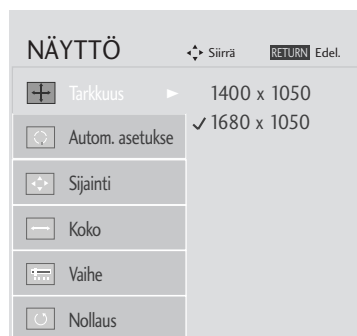 NÄYTTÖ Siirrä RETURN Edel.
Tarkkuus 1400 x 1050
Autom. asetukse ✓ 1680 x 1050
Sijainti
Koko
Vaihe
Nollaus